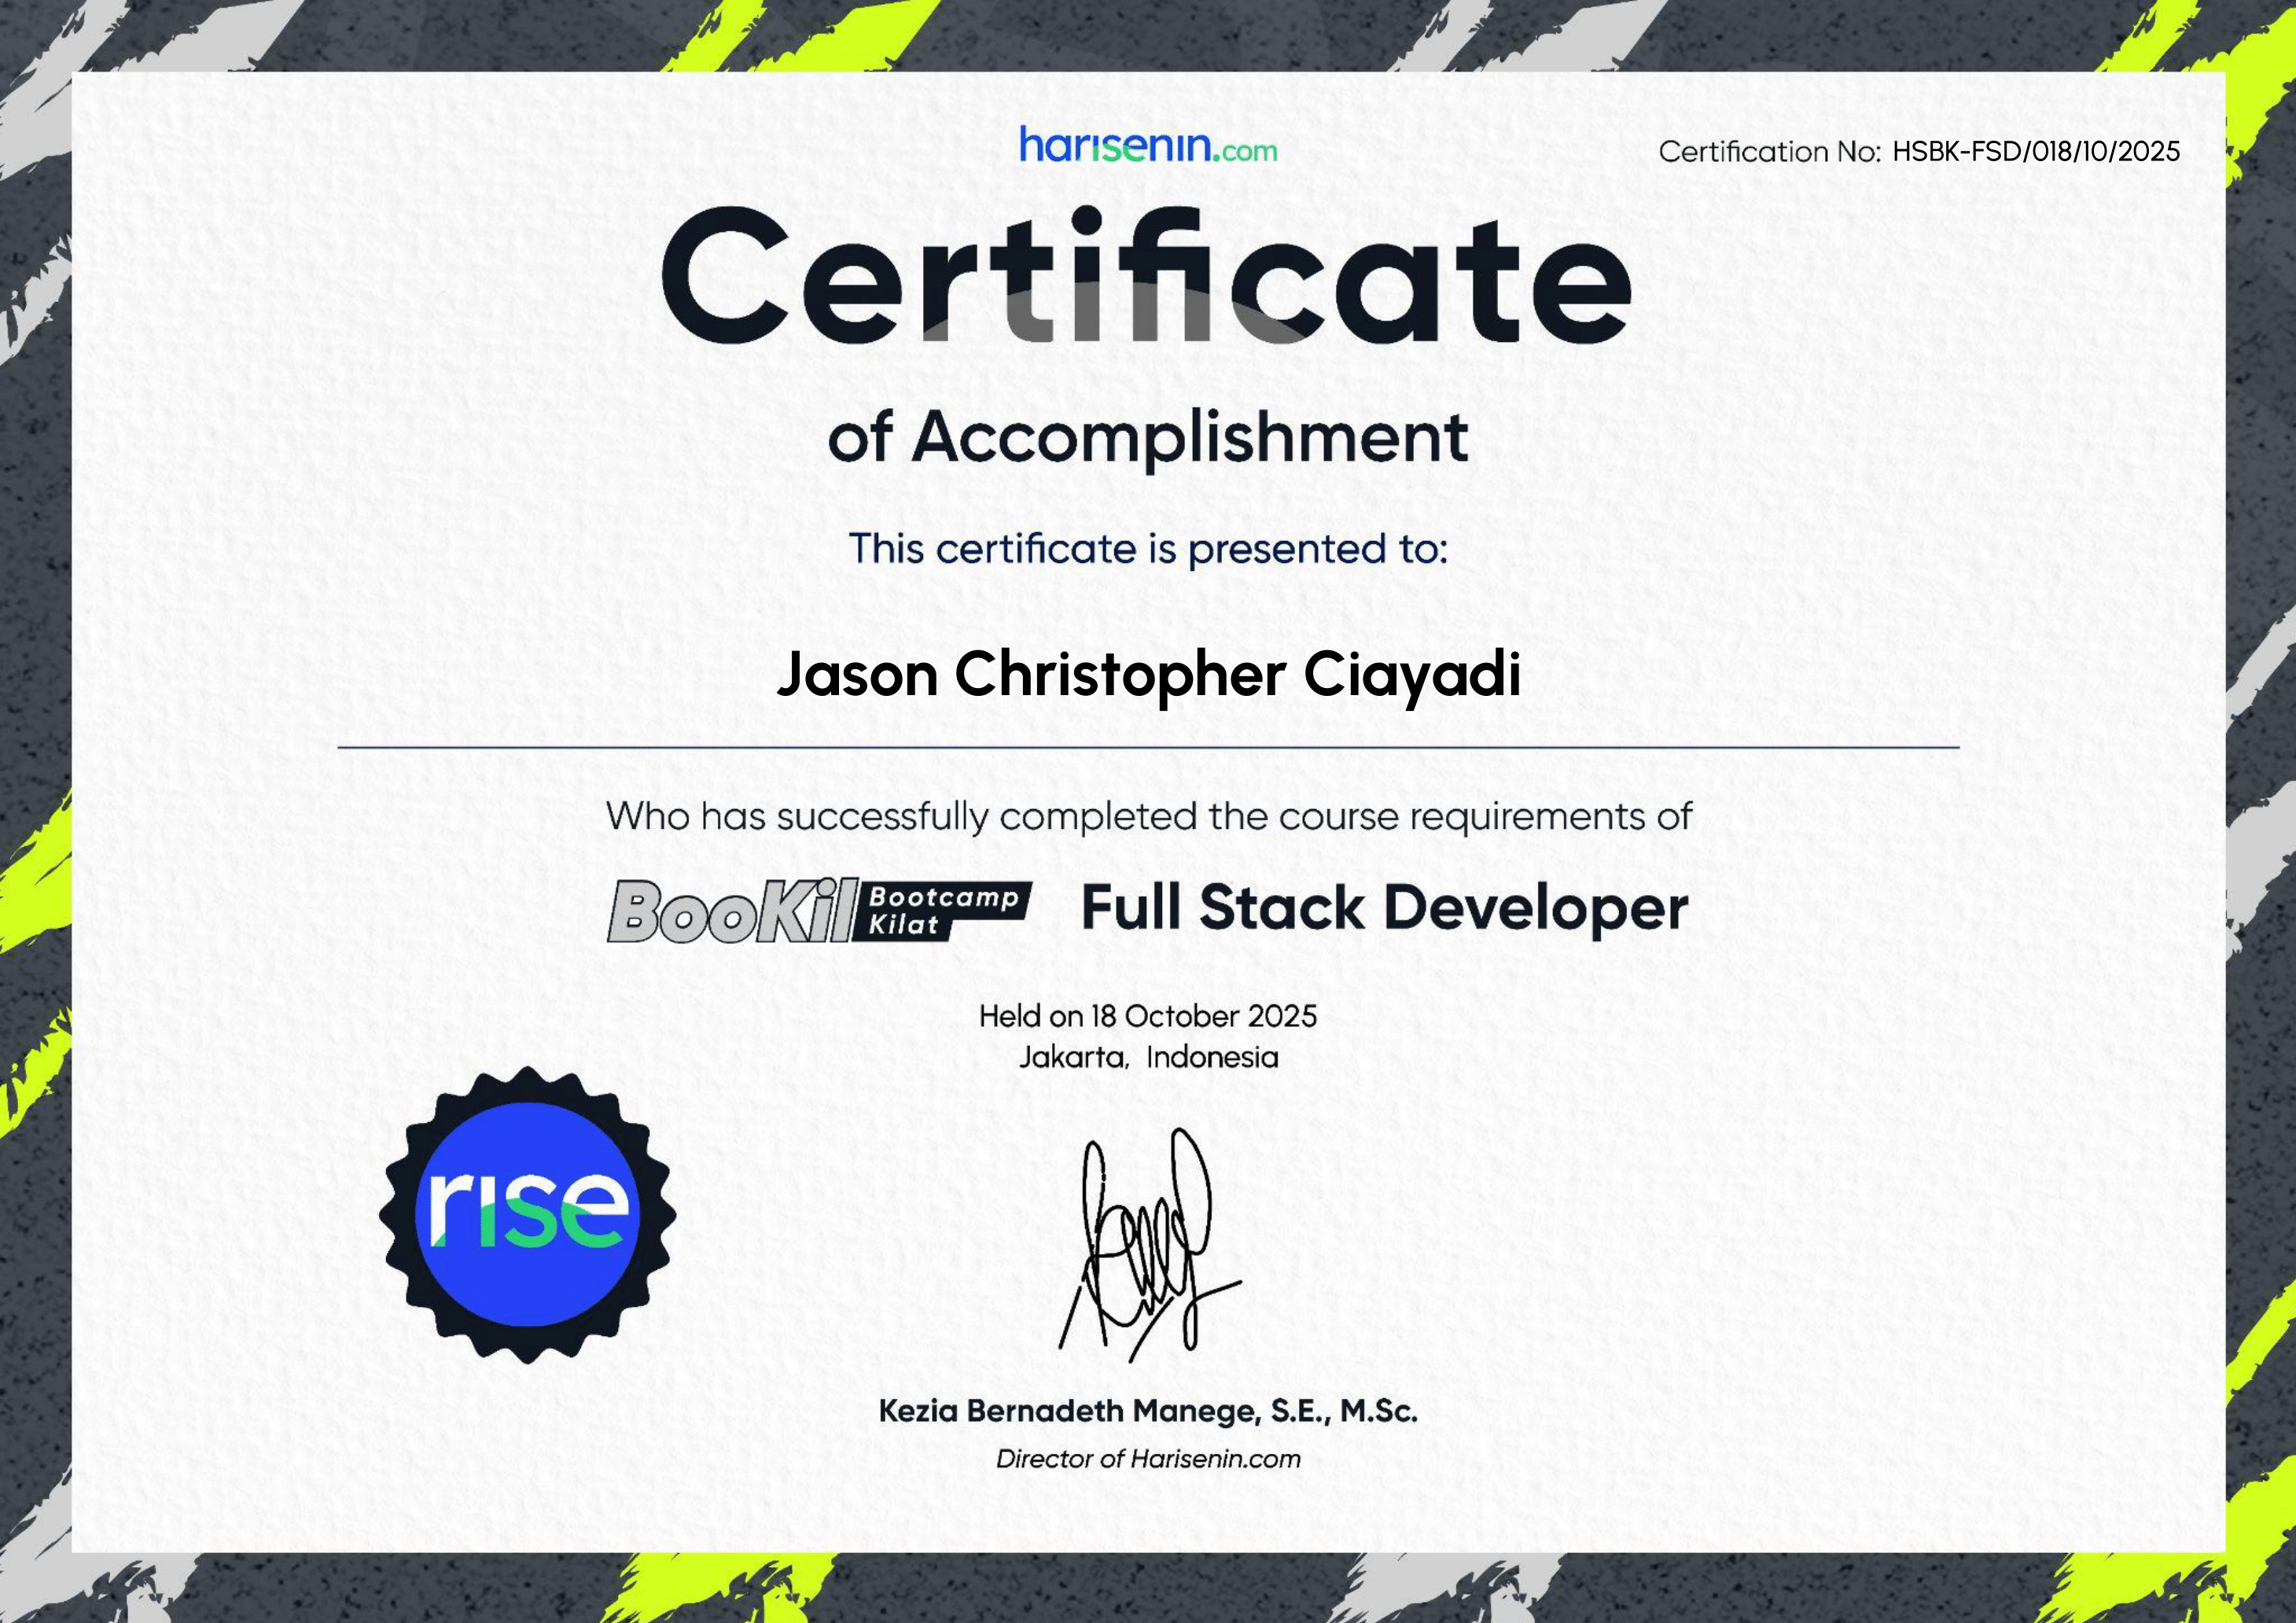 harisenin.com
Certification No: HSBK-FSD/018/10/2025
Certificate
of Accomplishment
This certificate is presented to:
Jason Christopher Ciayadi
Who has successfully completed the course requirements of
BooKil Bootcamp Kilat Full Stack Developer
Held on 18 October 2025
Jakarta, Indonesia
rise
Kezia Bernadeth Manege, S.E., M.Sc.
Director of Harisenin.com